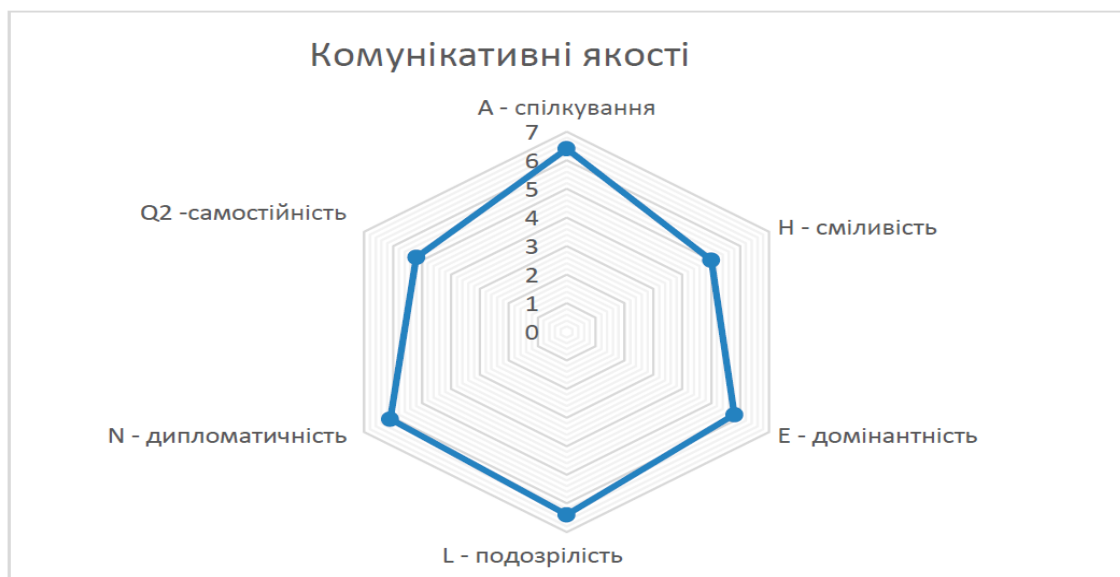 Комунікативні якості
А - спілкування
7
6
5
4
3
2
1
0
Н - сміливість
Е - домінантність
L - подозрілість
N - дипломатичність
Q2 -самостійність